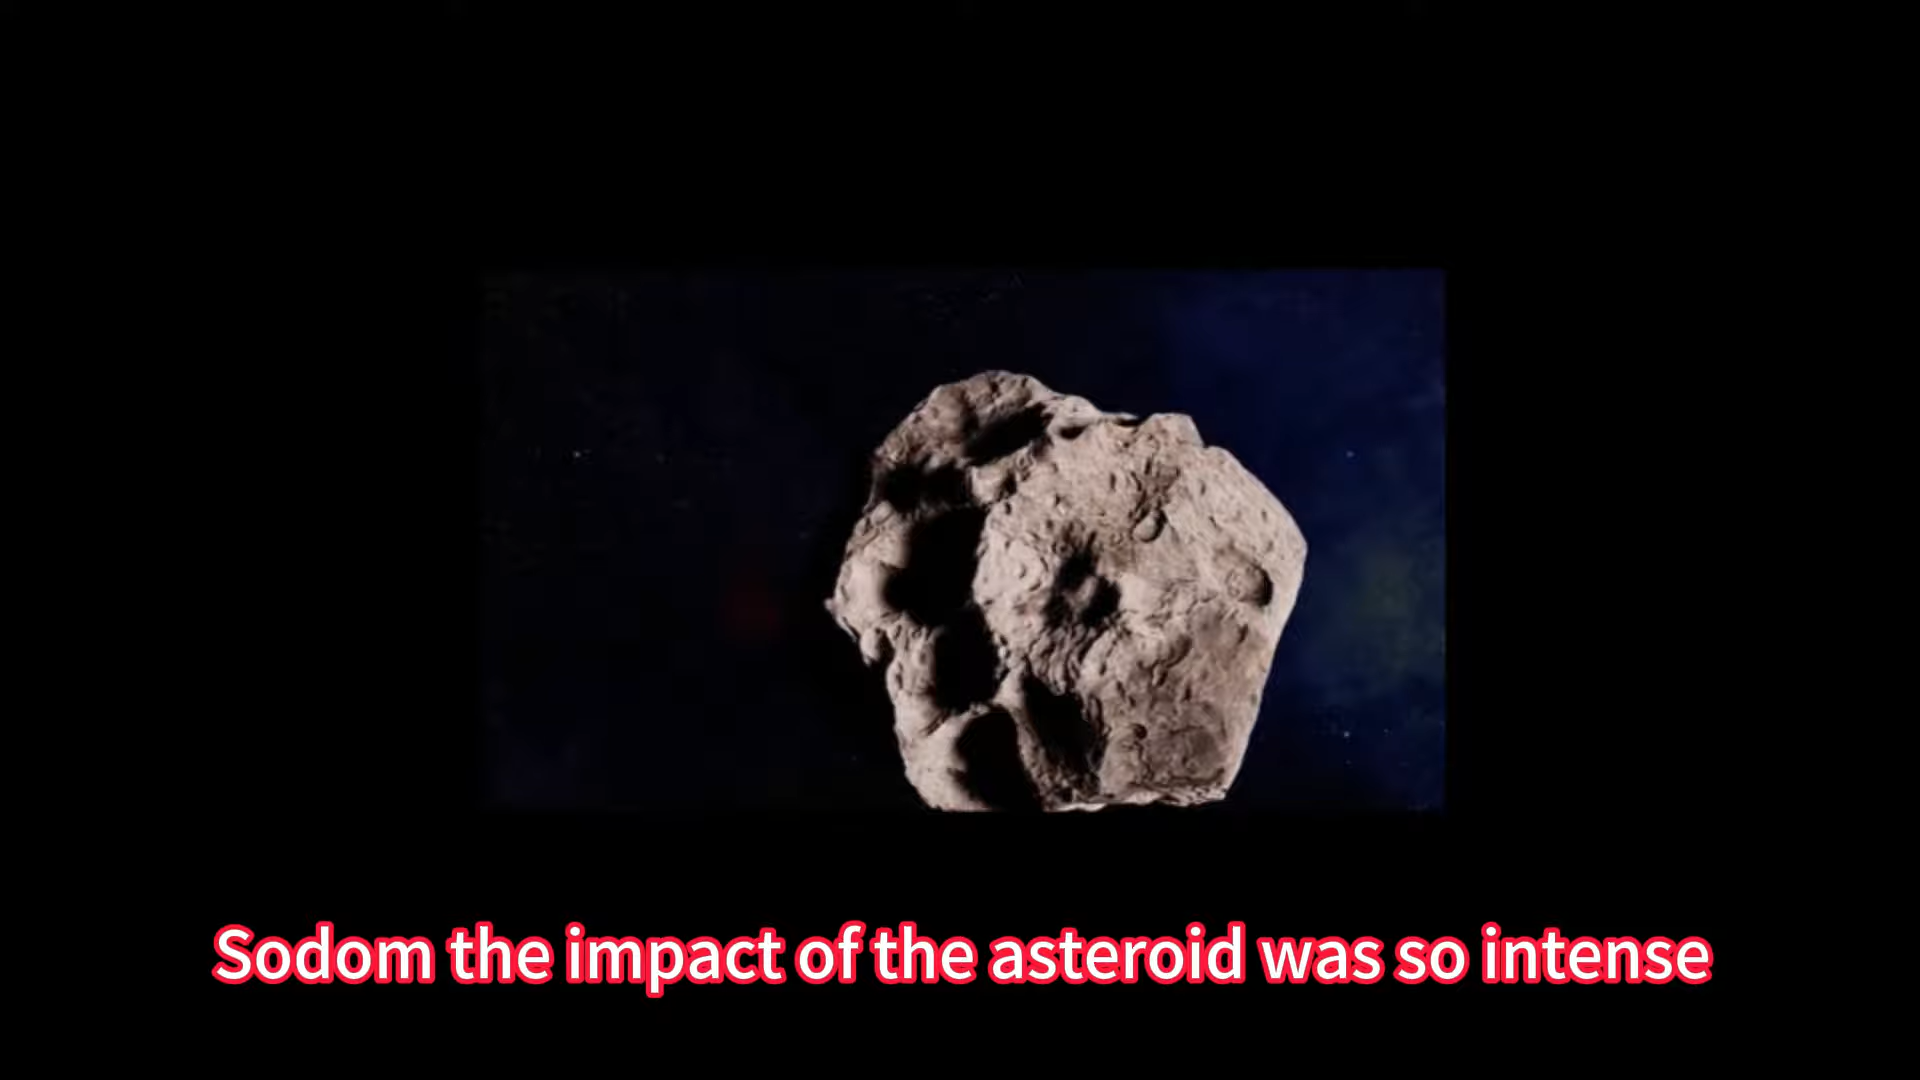 Sodom the impact of the asteroid was so intense